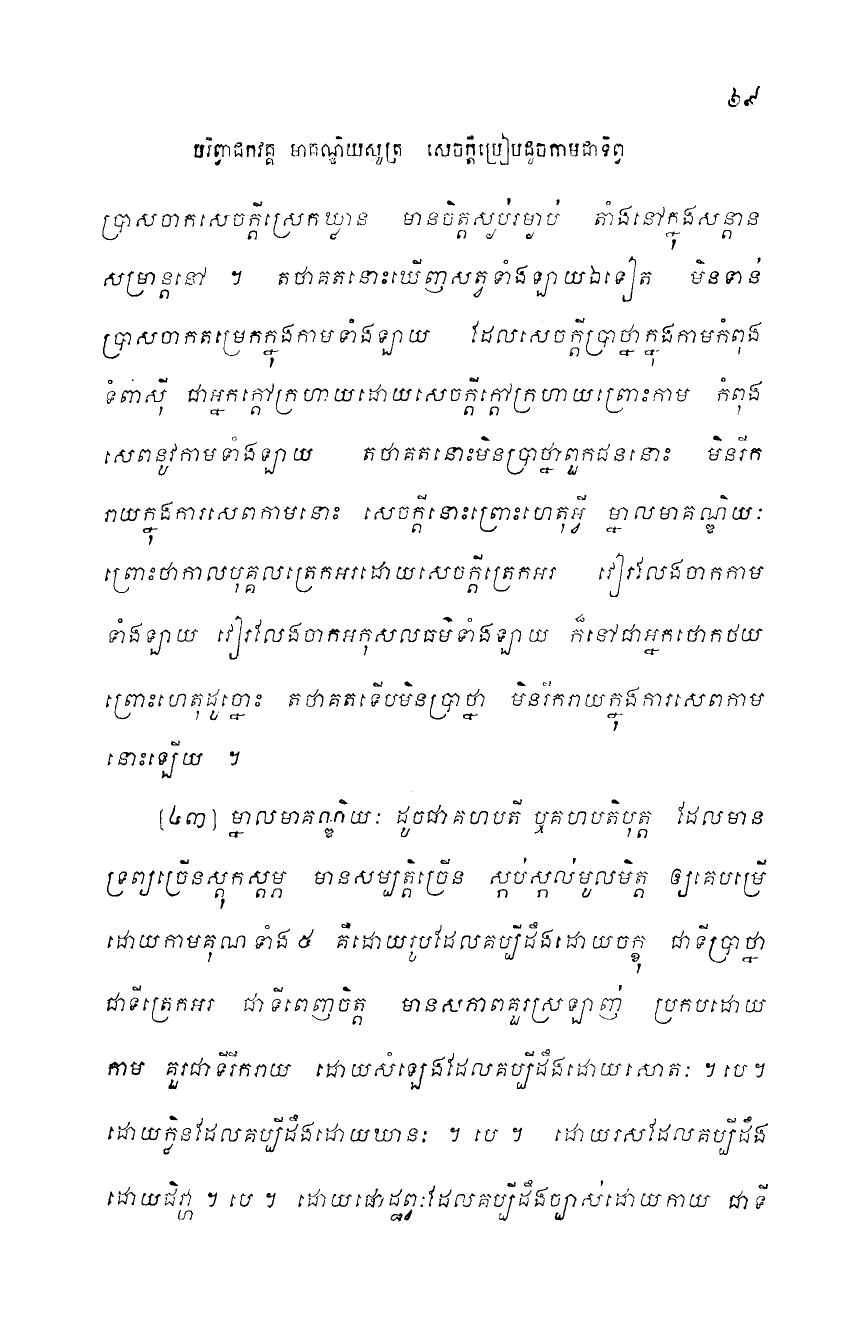 ៦៩
បរិព្វាជកវគ្គ មាគណ្ឌិយសូត្រ សេចក្តីប្រៀបដូចកាមជាទិព្វ
ប្រាសចាកសេចក្តីស្រេកឃ្លាន មានចិត្តស្ងប់រម្ងាប់ តាំងនៅក្នុងសន្តាន
សម្រាន្តនៅ ។ តថាគតនោះឃើញសត្វទាំងឡាយឯទៀត មិនទាន់
ប្រាសចាកតម្រេកក្នុងកាមទាំងឡាយ ដែលសេចក្តីប្រាថ្នាក្នុងកាមកំពុង
ទំពាស៊ី ជាអ្នកក្តៅក្រហាយដោយសេចក្តីក្តៅក្រហាយព្រោះកាម កំពុង
សេពនូវកាមទាំងឡាយ តថាគតនោះមិនប្រាថ្នាពួកជននោះ មិនរីក
រាយក្នុងការសេពកាមនោះ សេចក្តីនោះព្រោះហេតុអ្វី ម្នាលមាគណ្ឌិយៈ
ព្រោះថាកាលបុគ្គលត្រេកអរដោយសេចក្តីត្រេកអរ វៀរលែងចាកកាម
ទាំងឡាយ វៀរលែងចាកអកុសលធម៌ទាំងឡាយ ក៏នៅជាអ្នកថោកថយ
ព្រោះហេតុដូច្នោះ តថាគតទើបមិនប្រាថ្នា មិនរីករាយក្នុងការសេពកាម
នោះឡើយ ។
[៤៣] ម្នាលមាគណ្ឌិយៈ ដូចជាគហបតី ឬគហបតិបុត្ត ដែលមាន
ទ្រព្យច្រើនស្តុកស្តម្ភ មានសម្បត្តិច្រើន ស្កប់ស្កល់មូលមិត្ត ឲ្យគេបម្រើ
ដោយកាមគុណ ទាំង ៥ គឺដោយរូបដែលគប្បីដឹងដោយចក្ខុ ជាទីប្រាថ្នា
ជាទីត្រេកអរ ជាទីពេញចិត្ត មានសភាពគួរស្រឡាញ់ ប្រកបដោយ
កាម គួរជាទីរីករាយ ដោយសំឡេងដែលគប្បីដឹងដោយសោតៈ ។ បេ ។
ដោយក្លិនដែលគប្បីដឹងដោយឃានៈ ។ បេ ។ ដោយរសដែលគប្បីដឹង
ដោយជិវ្ហា ។ បេ ។ ដោយផោដ្ឋព្វៈដែលគប្បីដឹងច្បាស់ដោយកាយ ជាទី